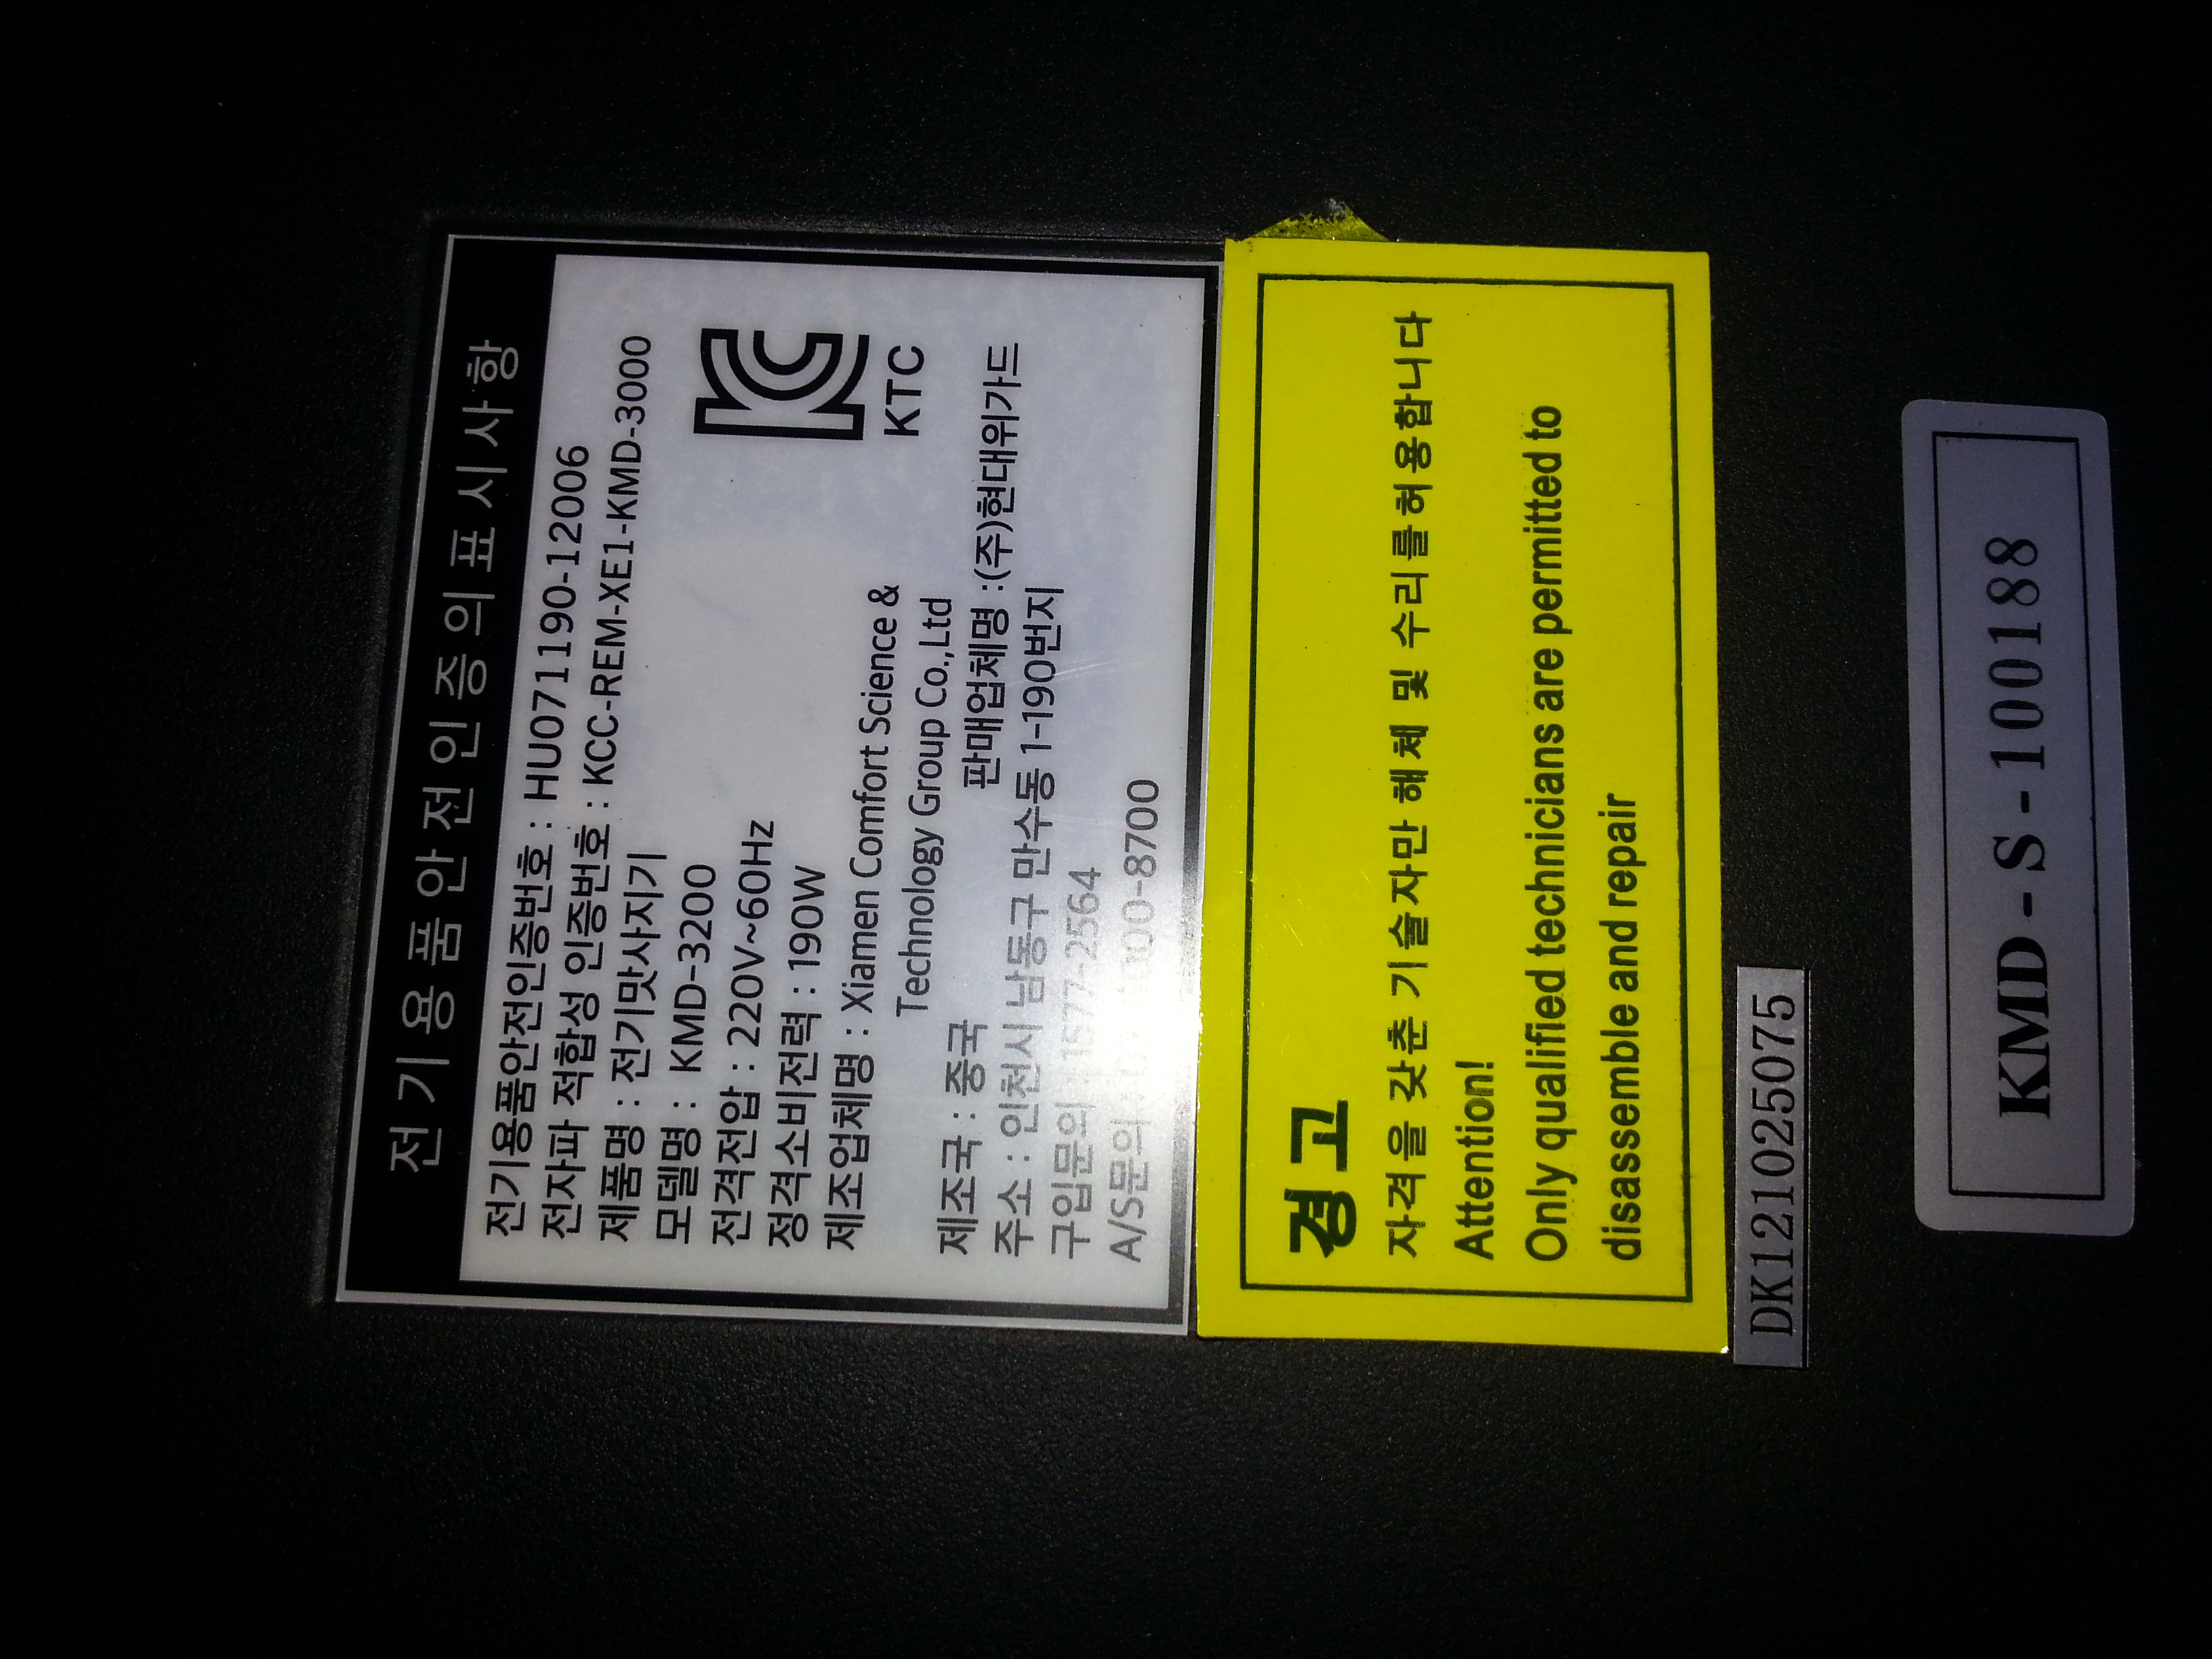 전기용품안전인증의표시사항
전기용품안전인증번호 : HU071190-12006
전자파 적합성 인증번호 : KCC-REM-XE1-KMD-3000
제품명 : 전기맛사지기
모델명 : KMD-3200
전격전압 : 220V~60Hz
정격소비전력 : 190W
제조업체명 : Xiamen Comfort Science &
Technology Group Co.,Ltd
KTC
제조국 : 중국 판매업체명 :(주)현대위가드
주소 : 인천시 남동구 만수동 1-190번지
구입문의 : 1577-2564
A/S문의 00-8700
경고
자격을 갖춘 기술자만 해체 및 수리를허용합니다
Attention!
Only qualified technicians are permitted to
disassemble and repair
DK121025075
KMD-S-100188